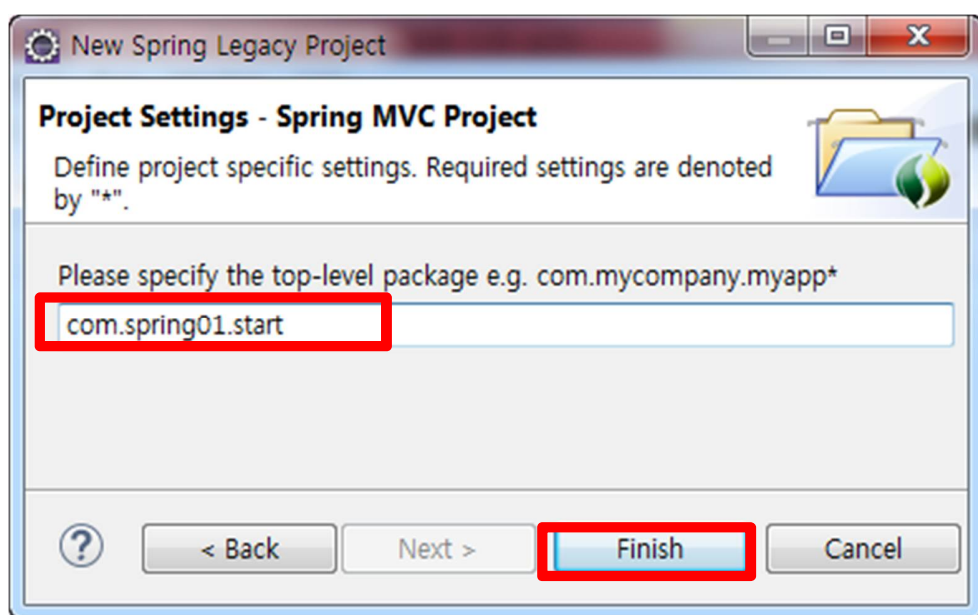 New Spring Legacy Project
Project Settings - Spring MVC Project
Define project specific settings. Required settings are denoted
by "*".
Please specify the top-level package e.g. com.mycompany.myapp*
com.spring01.start
?
< Back
Next >
Finish
Cancel